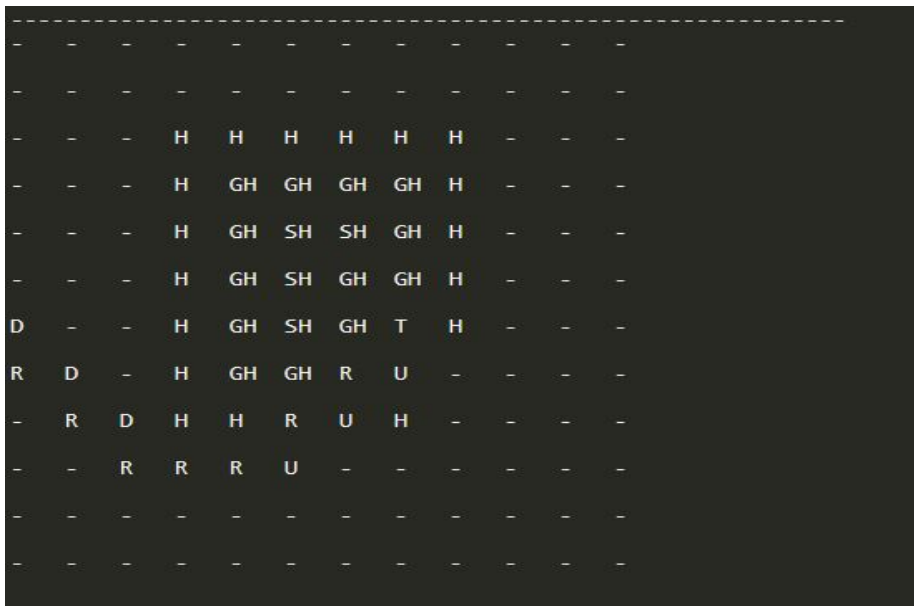 -------------------------------------------------------------
- - - - - - - - - - - -
- - - - - - - - - - - -
- - - H H H H H H - - -
- - - H GH GH GH GH H - - -
- - - H GH SH SH GH H - - -
- - - H GH SH GH GH H - - -
D - - H GH SH GH T H - - -
R D - H GH GH R U - - - -
- R D H H R U H - - - -
- - R R R U - - - - - -
- - - - - - - - - - - -
- - - - - - - - - - - -